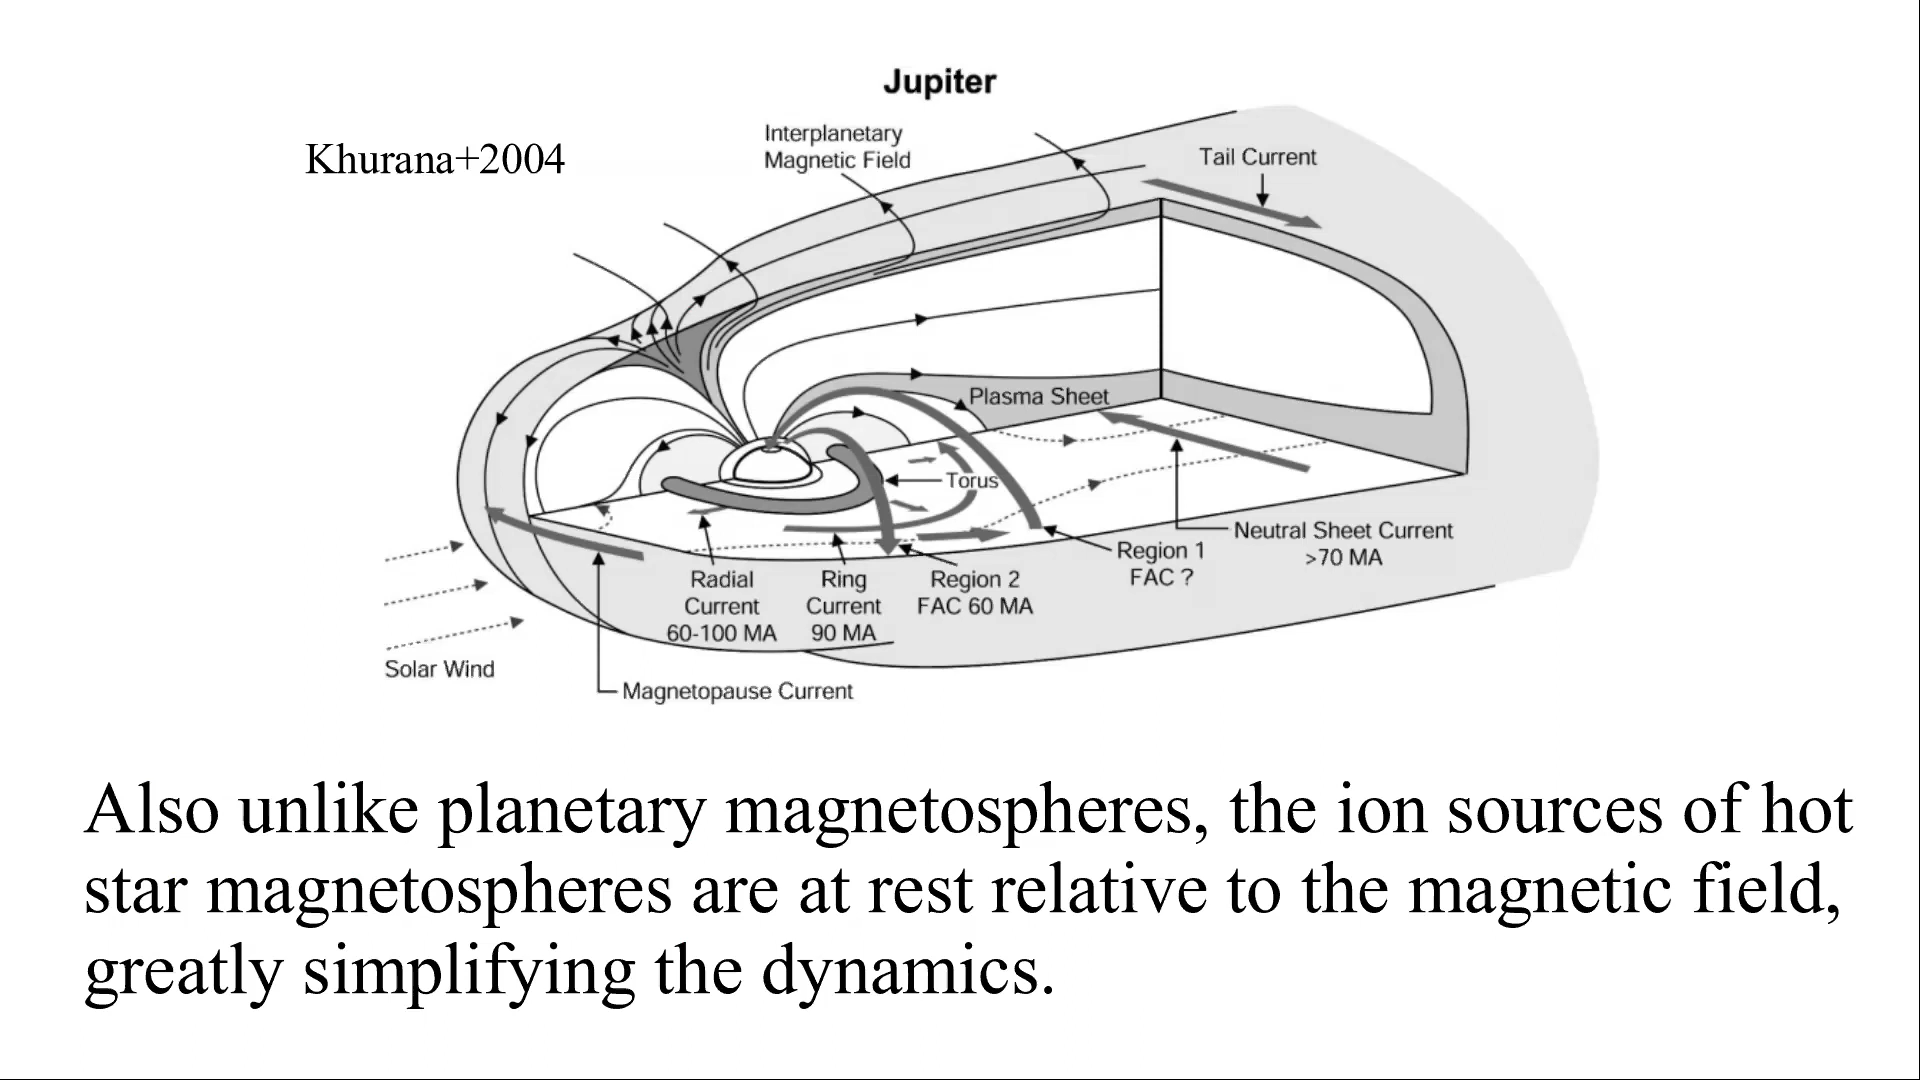 Jupiter
Khurana+2004
Interplanetary
Magnetic Field
Tail Current
Plasma Sheet
Torus
Neutral Sheet Current
>70 MA
Region 1
FAC ?
Radial
Current
60-100 MA
Ring
Current
90 MA
Region 2
FAC 60 MA
Solar Wind
Magnetopause Current
Also unlike planetary magnetospheres, the ion sources of hot
star magnetospheres are at rest relative to the magnetic field,
greatly simplifying the dynamics.